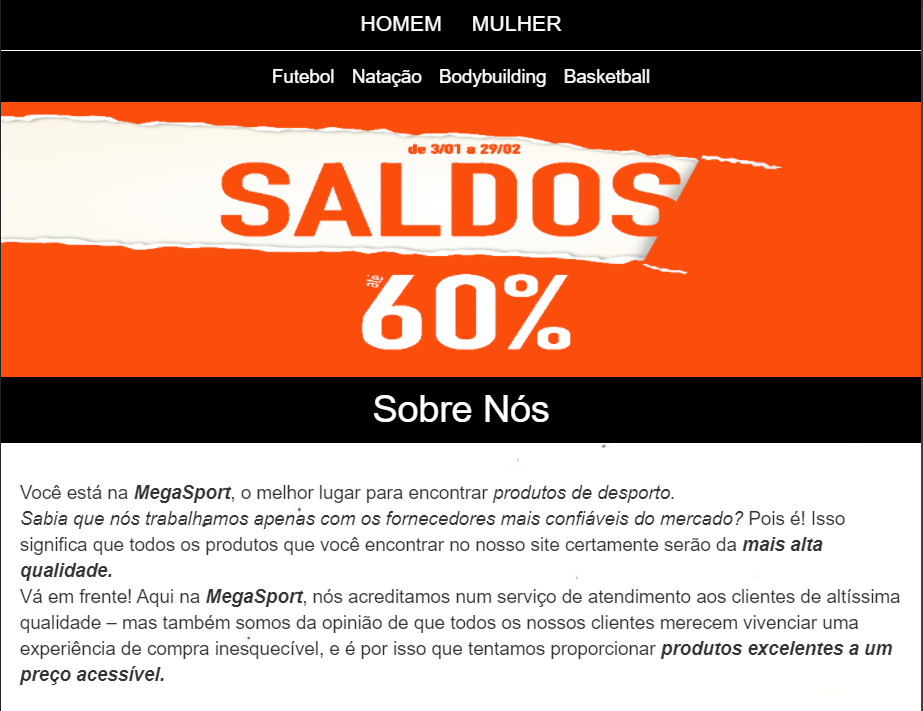 HOMEM MULHER
Futebol Natação Bodybuilding Basketball
de 3/01 a 29/02
SALDOS
até
60%
Sobre Nós
Você está na MegaSport, o melhor lugar para encontrar produtos de desporto.
Sabia que nós trabalhamos apenas com os fornecedores mais confiáveis do mercado? Pois é! Isso
significa que todos os produtos que você encontrar no nosso site certamente serão da mais alta
qualidade.
Vá em frente! Aqui na MegaSport, nós acreditamos num serviço de atendimento aos clientes de altíssima
qualidade – mas também somos da opinião de que todos os nossos clientes merecem vivenciar uma
experiência de compra inesquecível, e é por isso que tentamos proporcionar produtos excelentes a um
preço acessível.